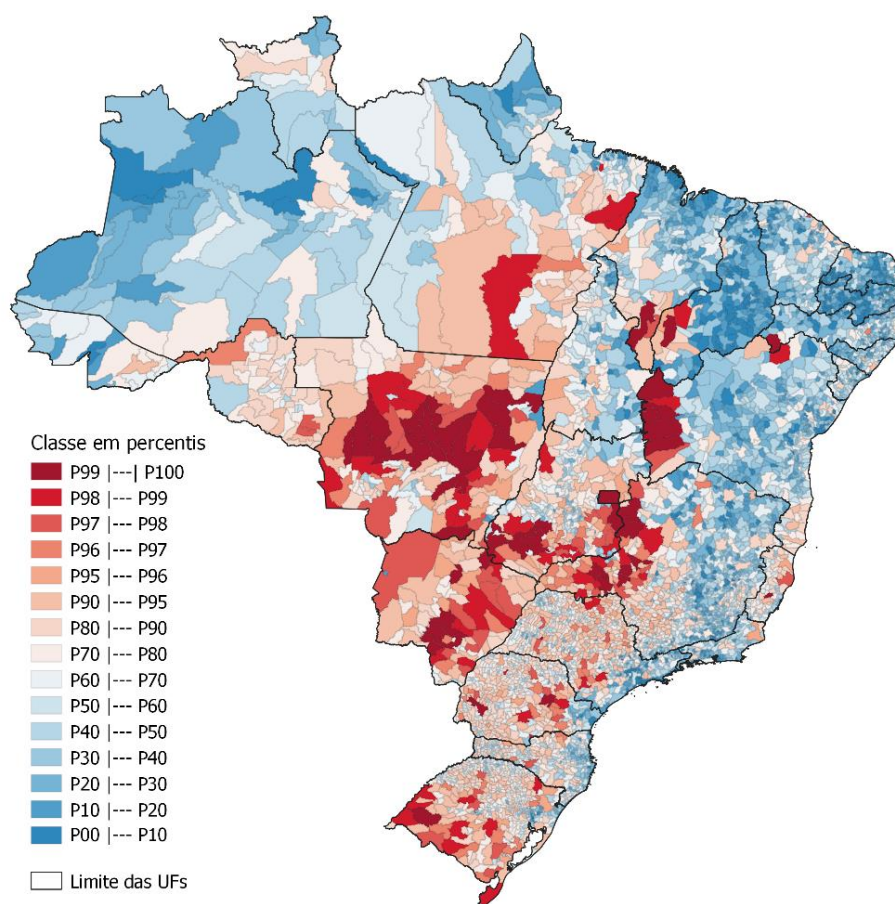 Classe em percentis
P99 |---| P100
P98 |--- P99
P97 |--- P98
P96 |--- P97
P95 |--- P96
P90 |--- P95
P80 |--- P90
P70 |--- P80
P60 |--- P70
P50 |--- P60
P40 |--- P50
P30 |--- P40
P20 |--- P30
P10 |--- P20
P00 |--- P10
Limite das UFs